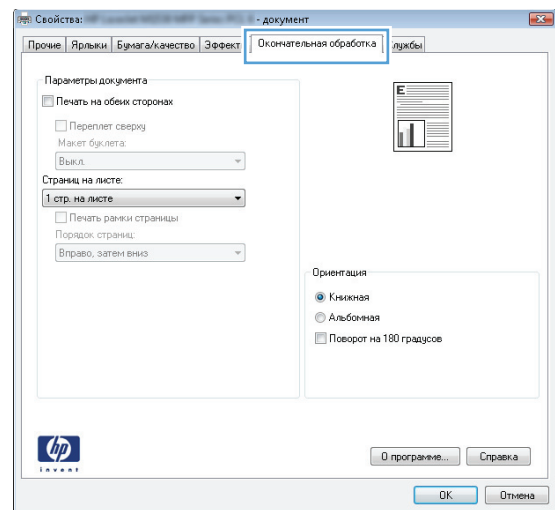 Свойства: - документ
Прочие Ярлыки Бумага/качество Эффект Окончательная обработка лужбы
Параметры документа
Печать на обеих сторонах
Переплет сверху
Макет буклета:
Выкл.
Страниц на листе:
1 стр. на листе
Печать рамки страницы
Порядок страниц:
Вправо, затем вниз
E
Ориентация
Книжная
Альбомная
Поворот на 180 градусов
hp
invent
О программе... Справка
OK Отмена